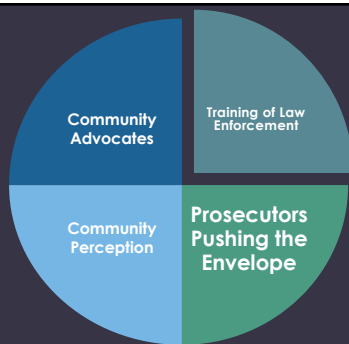 Community
Advocates
Training of Law
Enforcement
Community
Perception
Prosecutors
Pushing the
Envelope